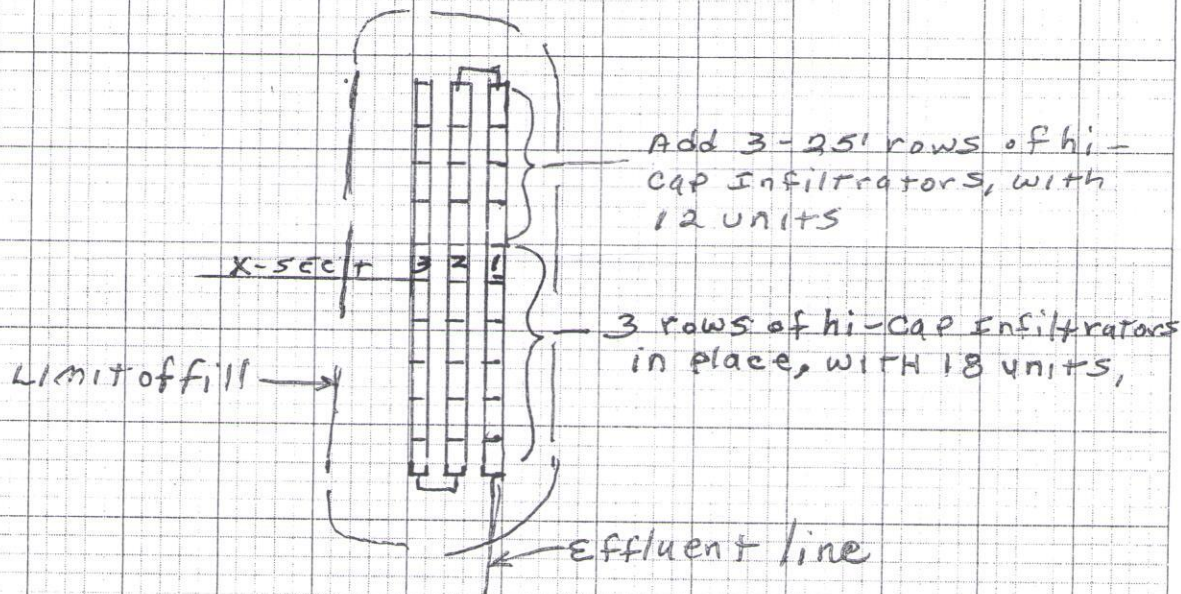 Add 3-25' rows of hi-
cap Infiltrators, with
12 units
X-SECT
3 2 1
3 rows of hi-cap Infiltrators
in place, WITH 18 units,
Limit of fill
Effluent line